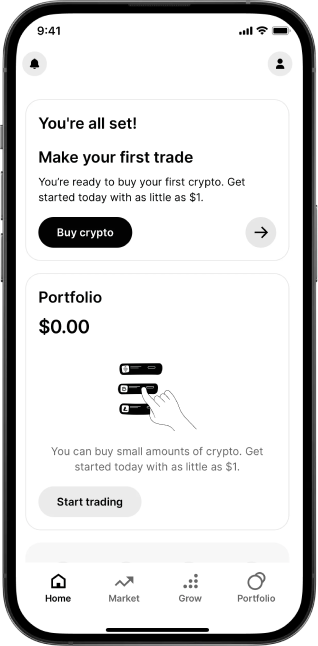 9:41
You're all set!
Make your first trade
You're ready to buy your first crypto. Get
started today with as little as $1.
Buy crypto
Portfolio
$0.00
You can buy small amounts of crypto. Get
started today with as little as $1.
Start trading
Home
Market
Grow
Portfolio